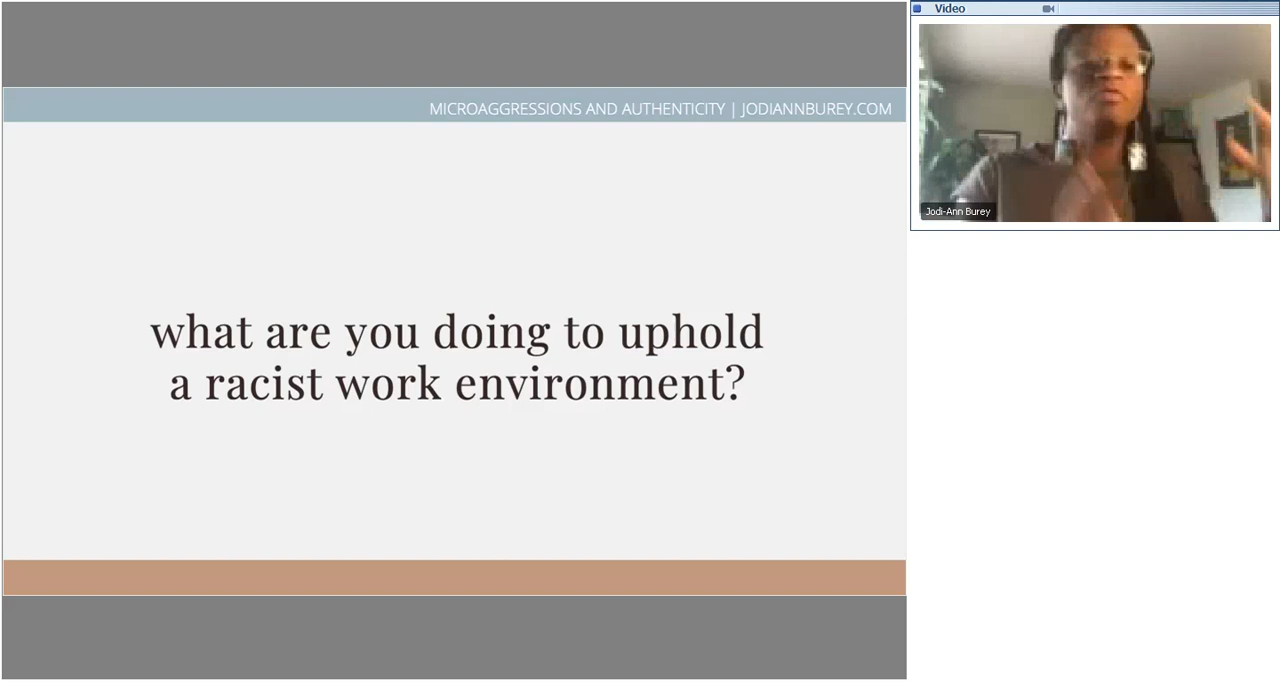 Video
MICROAGGRESSIONS AND AUTHENTICITY | JODIANNBUREY.COM
Jodi-Ann Burey
what are you doing to uphold
a racist work environment?